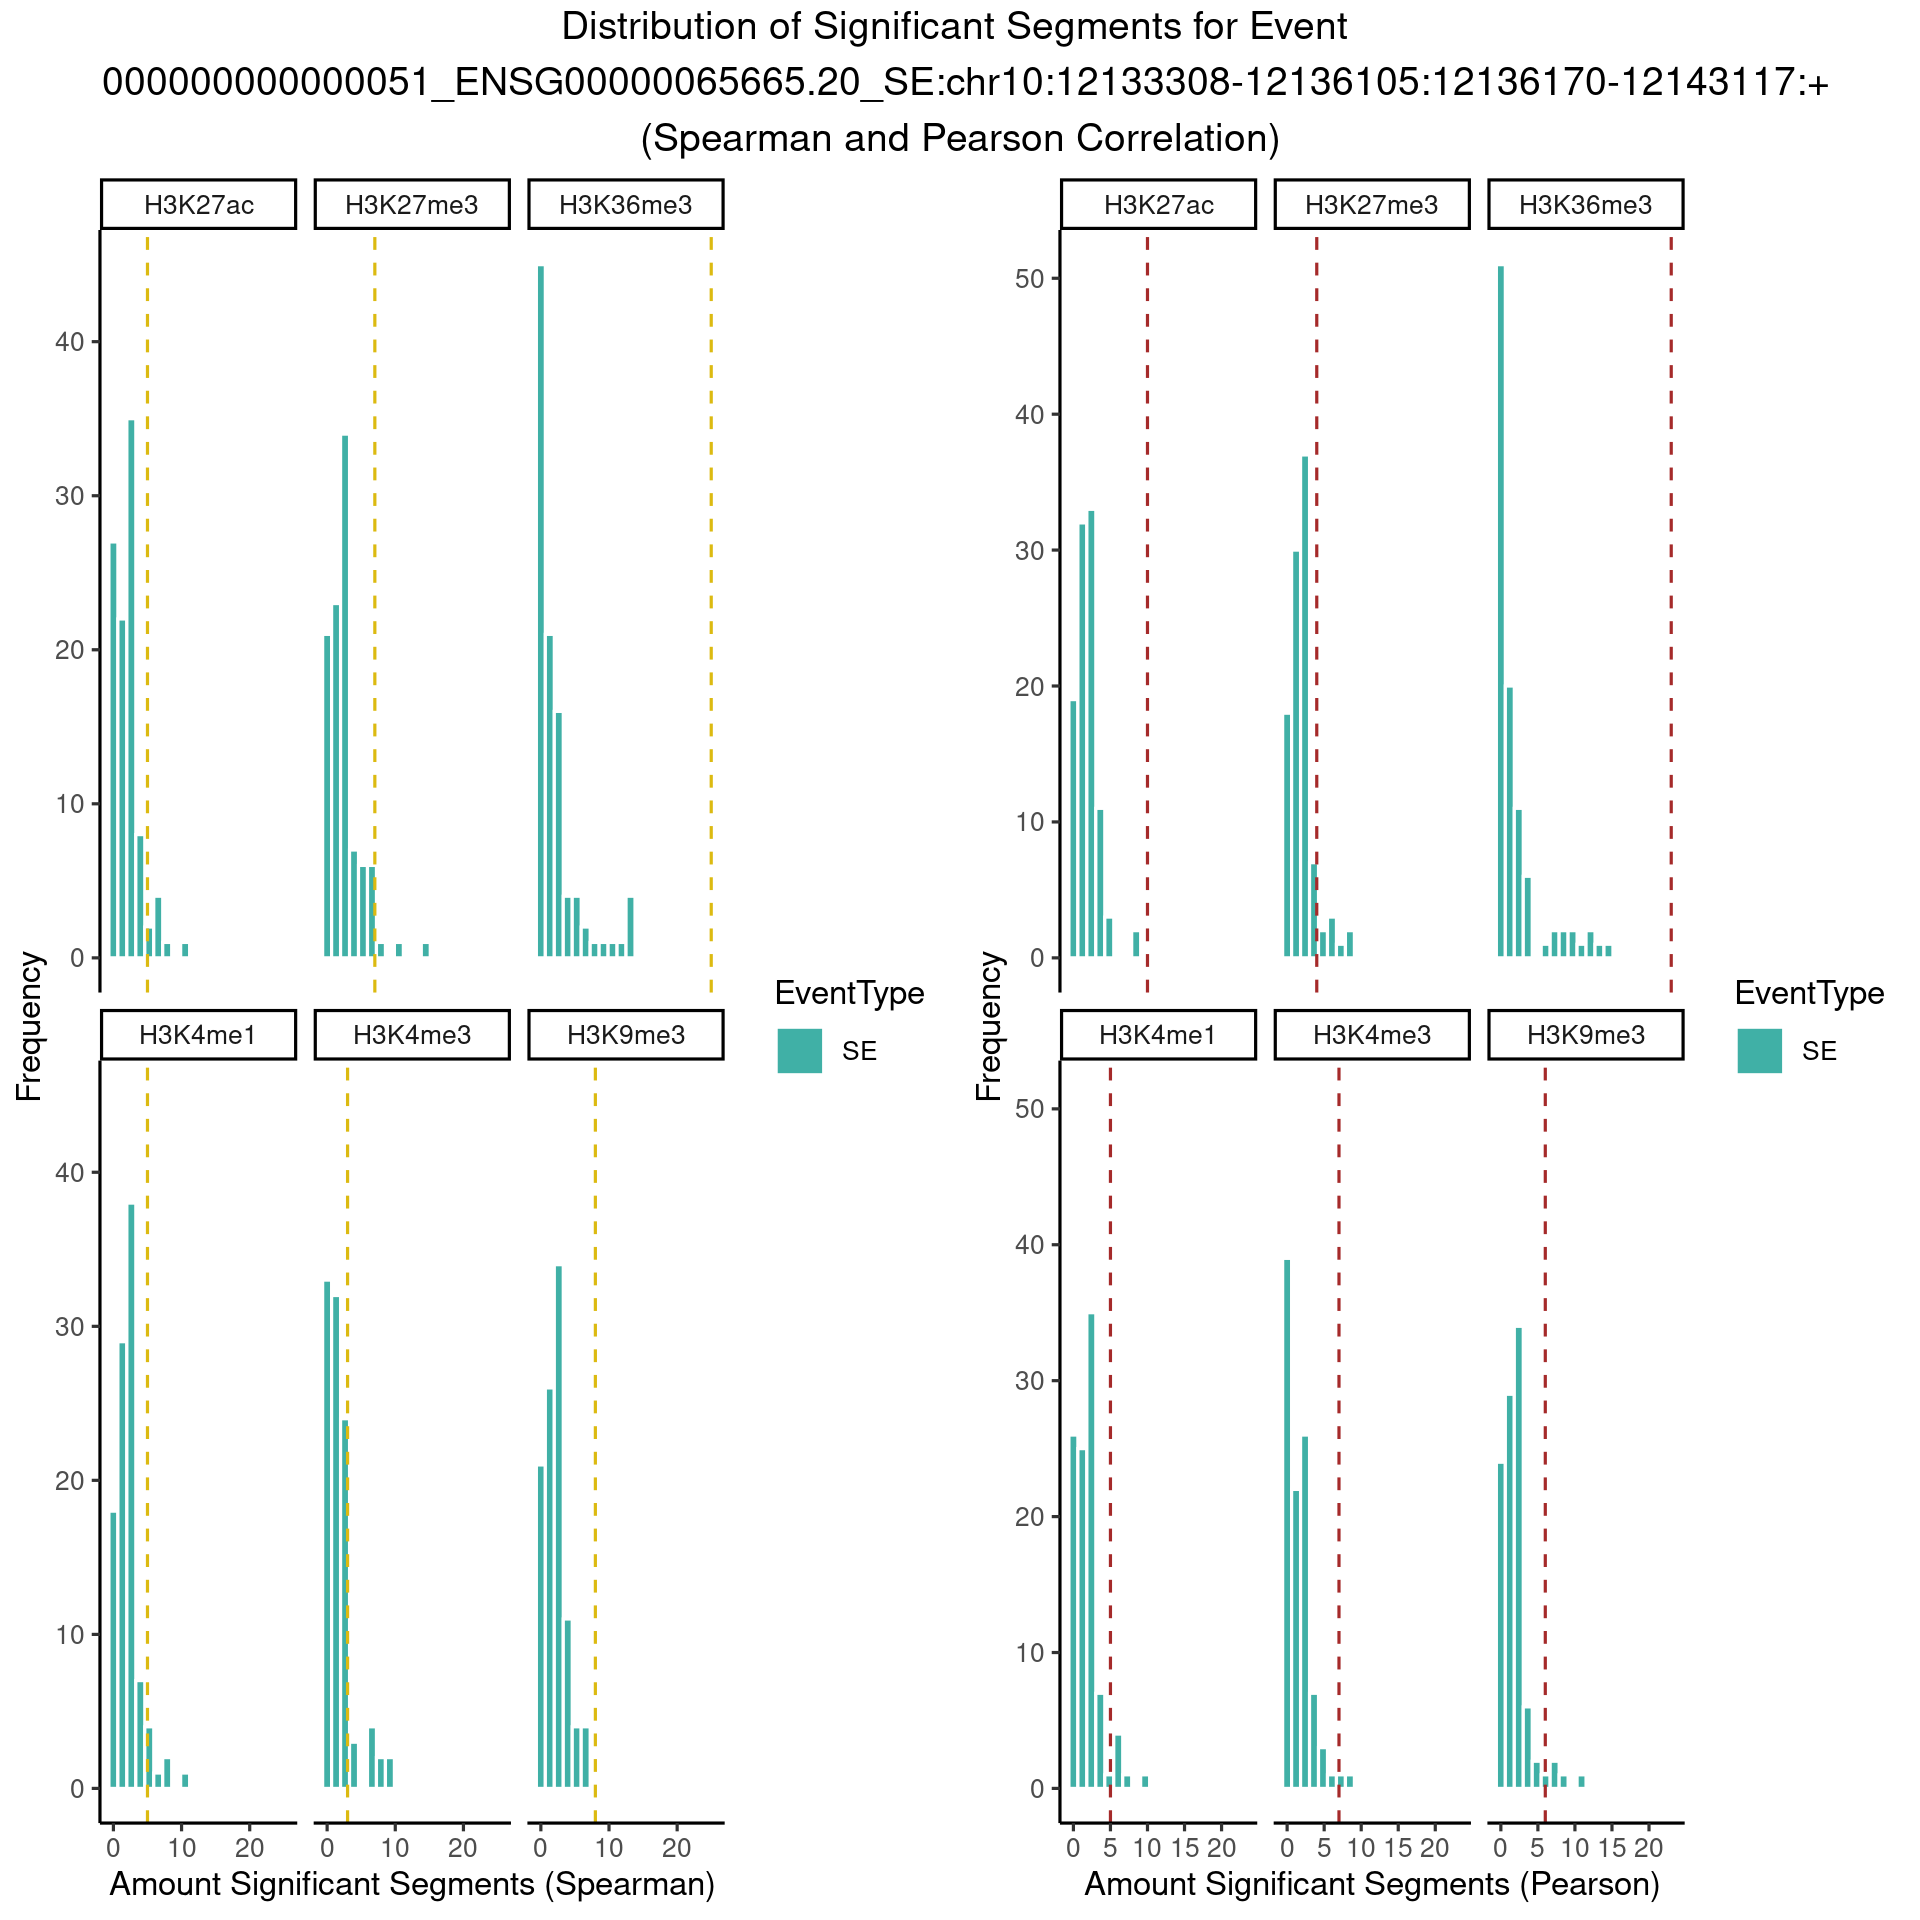 Distribution of Significant Segments for Event
000000000000051_ENSG00000065665.20_SE:chr10:12133308-12136105:12136170-12143117:+
(Spearman and Pearson Correlation)
H3K27ac H3K27me3 H3K36me3
40
30
20
10
0
H3K4me1 H3K4me3 H3K9me3
40
30
20
10
0
0 10 20 0 10 20 0 10 20
Frequency
Amount Significant Segments (Spearman)
EventType
SE
H3K27ac H3K27me3 H3K36me3
50
40
30
20
10
0
H3K4me1 H3K4me3 H3K9me3
50
40
30
20
10
0
0 5 10 15 20 0 5 10 15 20 0 5 10 15 20
Frequency
Amount Significant Segments (Pearson)
EventType
SE